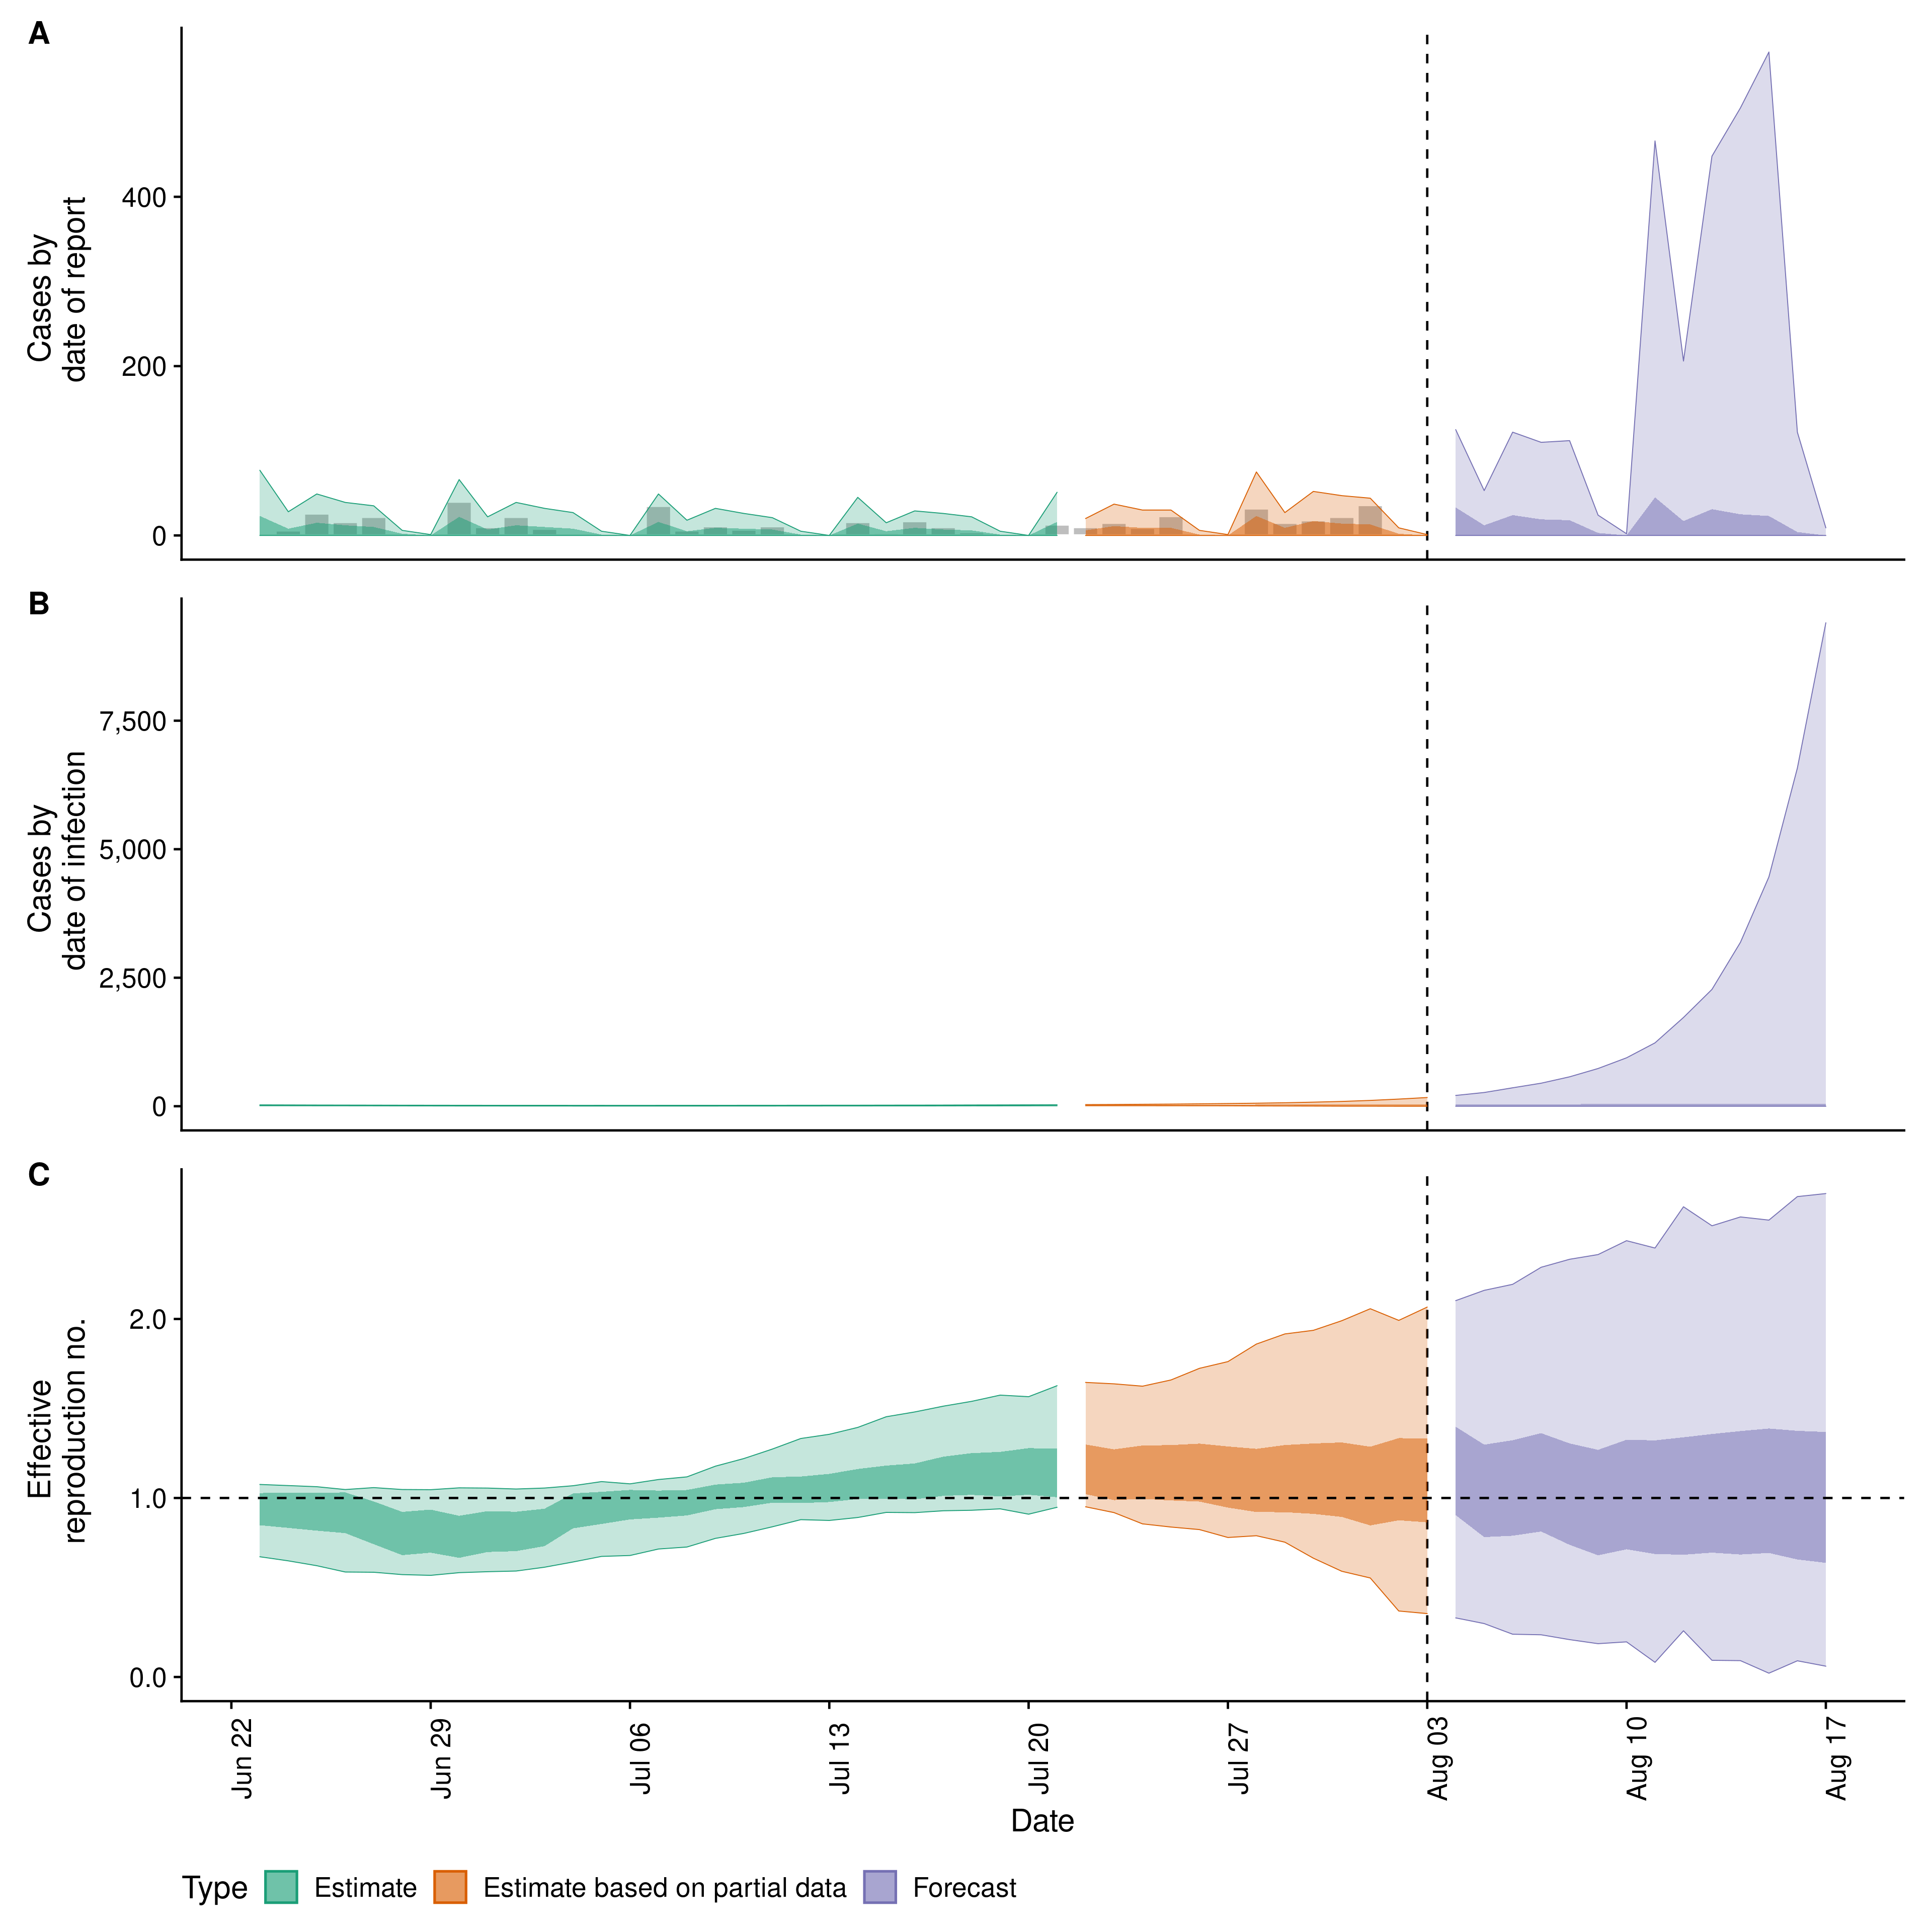 A
Cases by
date of report
400
200
0
B
Cases by
date of infection
7,500
5,000
2,500
0
C
Effective
reproduction no.
2.0
1.0
0.0
Jun 22
Jun 29
Jul 06
Jul 13
Jul 20
Jul 27
Aug 03
Aug 10
Aug 17
Date
Type Estimate Estimate based on partial data Forecast